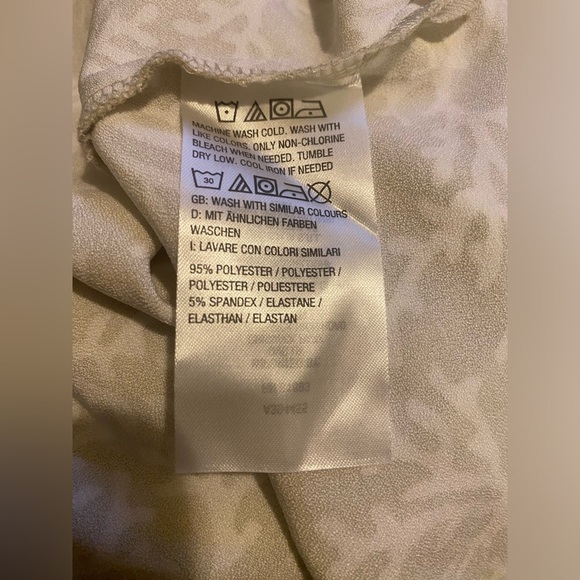 MACHINE WASH COLD. WASH WITH
LIKE COLORS. ONLY NON-CHLORINE
BLEACH WHEN NEEDED. TUMBLE
DRY LOW. COOL IRON IF NEEDED
30
GB: WASH WITH SIMILAR COLOURS
D: MIT ÄHNLICHEN FARBEN
WASCHEN
I: LAVARE CON COLORI SIMILARI
95% POLYESTER / POLYESTER /
POLYESTER / POLIESTERE
5% SPANDEX / ELASTANE /
ELASTHAN / ELASTAN